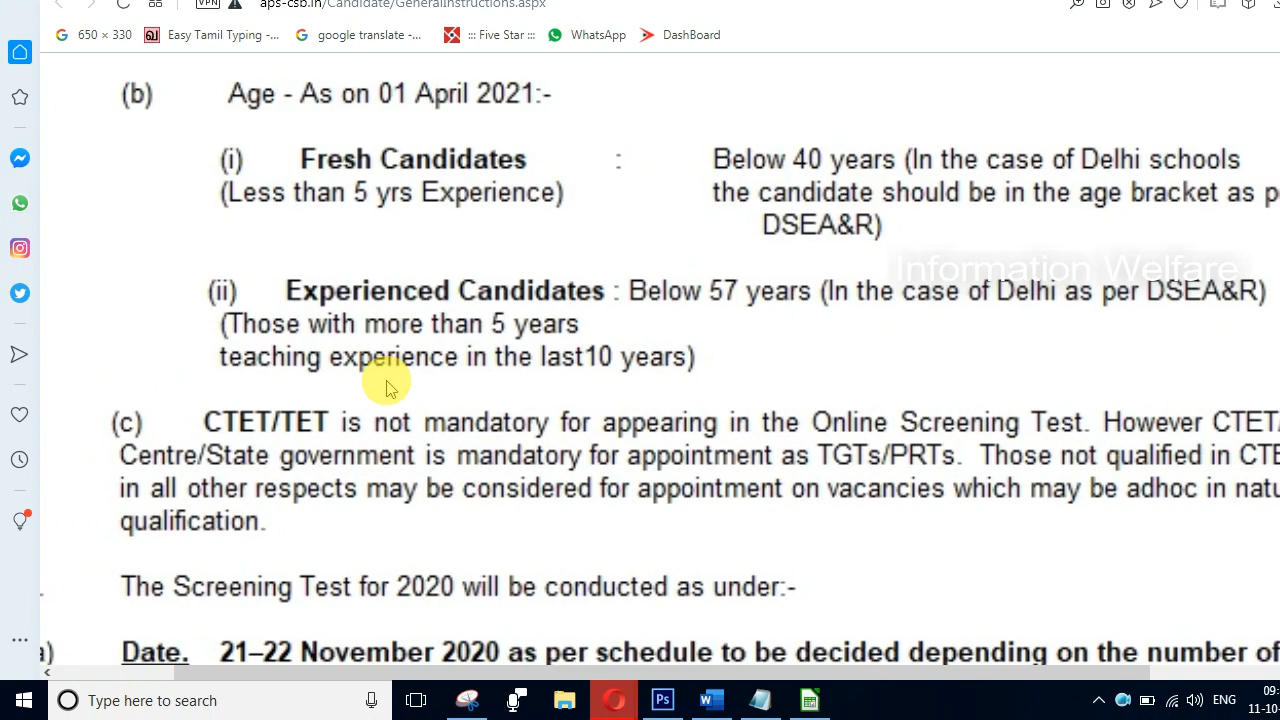 VPN aps-csb.in/Candidate/GeneralInstructions.aspx
650 × 330 Easy Tamil Typing -... google translate -... ::: Five Star ::: WhatsApp DashBoard
(b) Age - As on 01 April 2021:-
(i) Fresh Candidates : Below 40 years (In the case of Delhi schools
(Less than 5 yrs Experience) the candidate should be in the age bracket as
DSEA&R)
Information Welfare
(ii) Experienced Candidates : Below 57 years (In the case of Delhi as per DSEA&R)
(Those with more than 5 years
teaching experience in the last10 years)
(c) CTET/TET is not mandatory for appearing in the Online Screening Test. However CTET/
Centre/State government is mandatory for appointment as TGTs/PRTs. Those not qualified in
in all other respects may be considered for appointment on vacancies which may be adhoc in
qualification.
The Screening Test for 2020 will be conducted as under:-
a) Date. 21–22 November 2020 as per schedule to be decided depending on the number of
Type here to search ENG 09:
11-10-